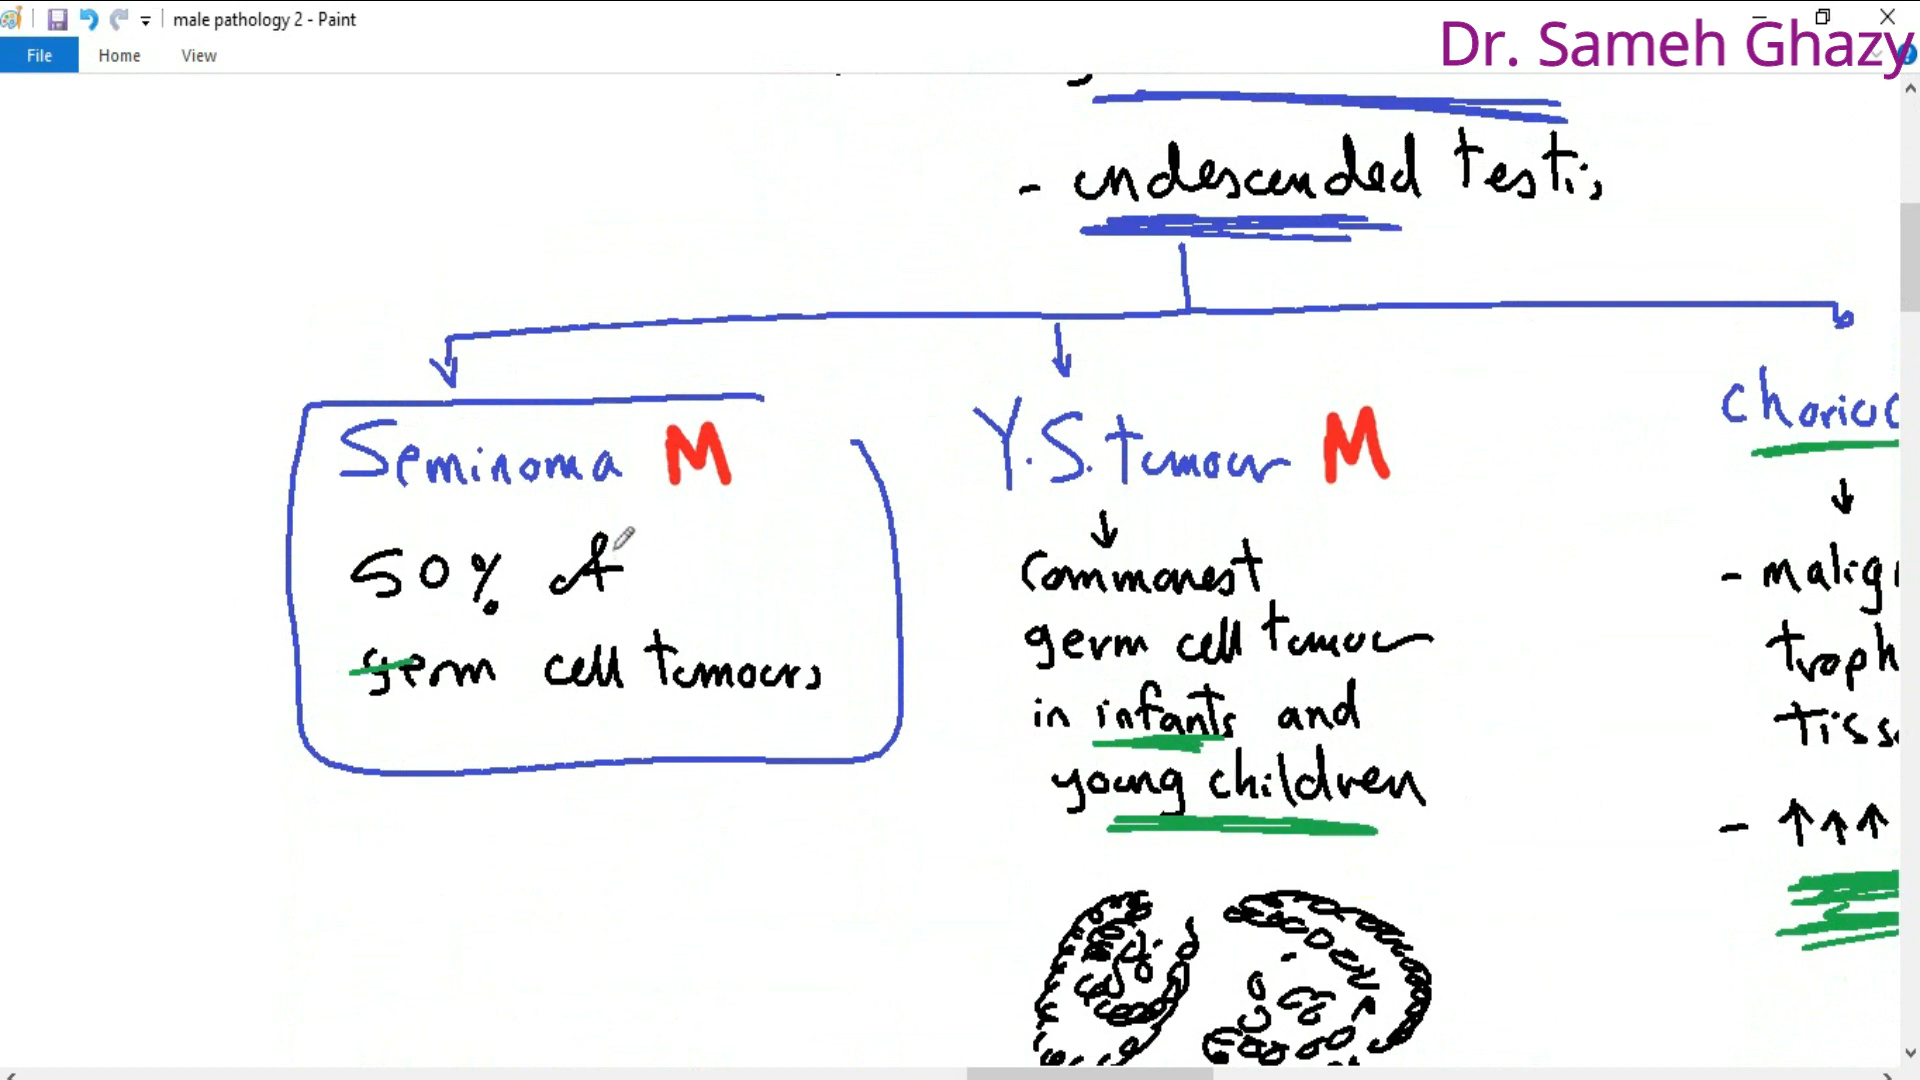 male pathology 2 - Paint
Dr. Sameh Ghazy
File Home View
- undescended testis
Seminoma M
50% of
germ cell tumours
Y.S. tumour M
↓
Commonest
germ cell tumour
in infants and
young children
↓
- ↑↑↑